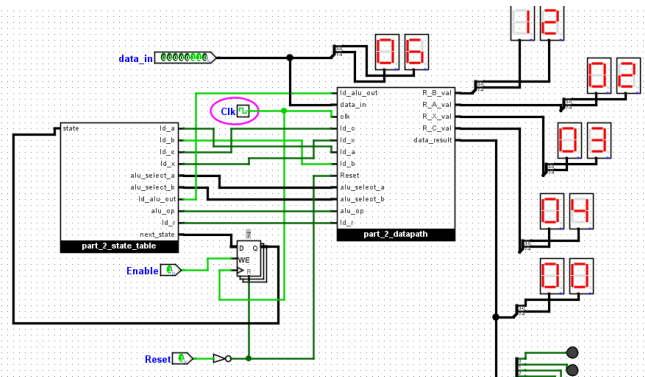 12
data_in
06
ld_alu_out
data_in
clk
ld_c
ld_x
ld_a
ld_b
Reset
alu_select_a
alu_select_b
alu_op
ld_r
R_B_val
R_A_val
R_X_val
R_C_val
data_result
part_2_datapath
02
Clk
state
ld_a
ld_b
ld_c
ld_x
alu_select_a
alu_select_b
ld_alu_out
alu_op
ld_r
next_state
part_2_state_table
03
04
D Q
WE
R
Enable
00
Reset